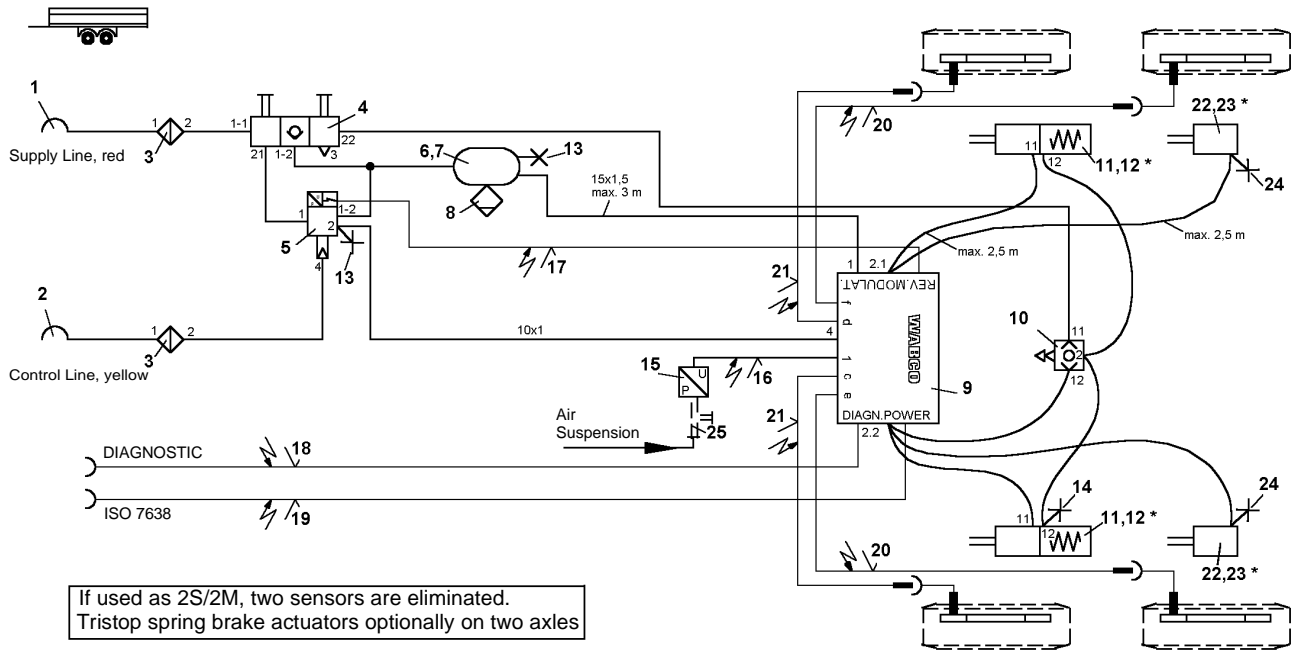 1
Supply Line, red
1
2
3
1-1
21
1-2
3
22
4
6,7
8
13
15x1,5
max. 3 m
1
1-2
2
4
5
13
17
2
1
2
3
Control Line, yellow
10x1
20
22,23 *
11
12
11,12 *
24
max. 2,5 m
max. 2,5 m
21
1
2.1
REV.MODULAT.
f
d
4
1
c
e
WABCO
9
DIAGN.POWER
2.2
10
11
2
12
15
U
P
16
Air
Suspension
25
21
DIAGNOSTIC
18
ISO 7638
19
14
24
11
12
11,12 *
20
22,23 *
If used as 2S/2M, two sensors are eliminated.
Tristop spring brake actuators optionally on two axles